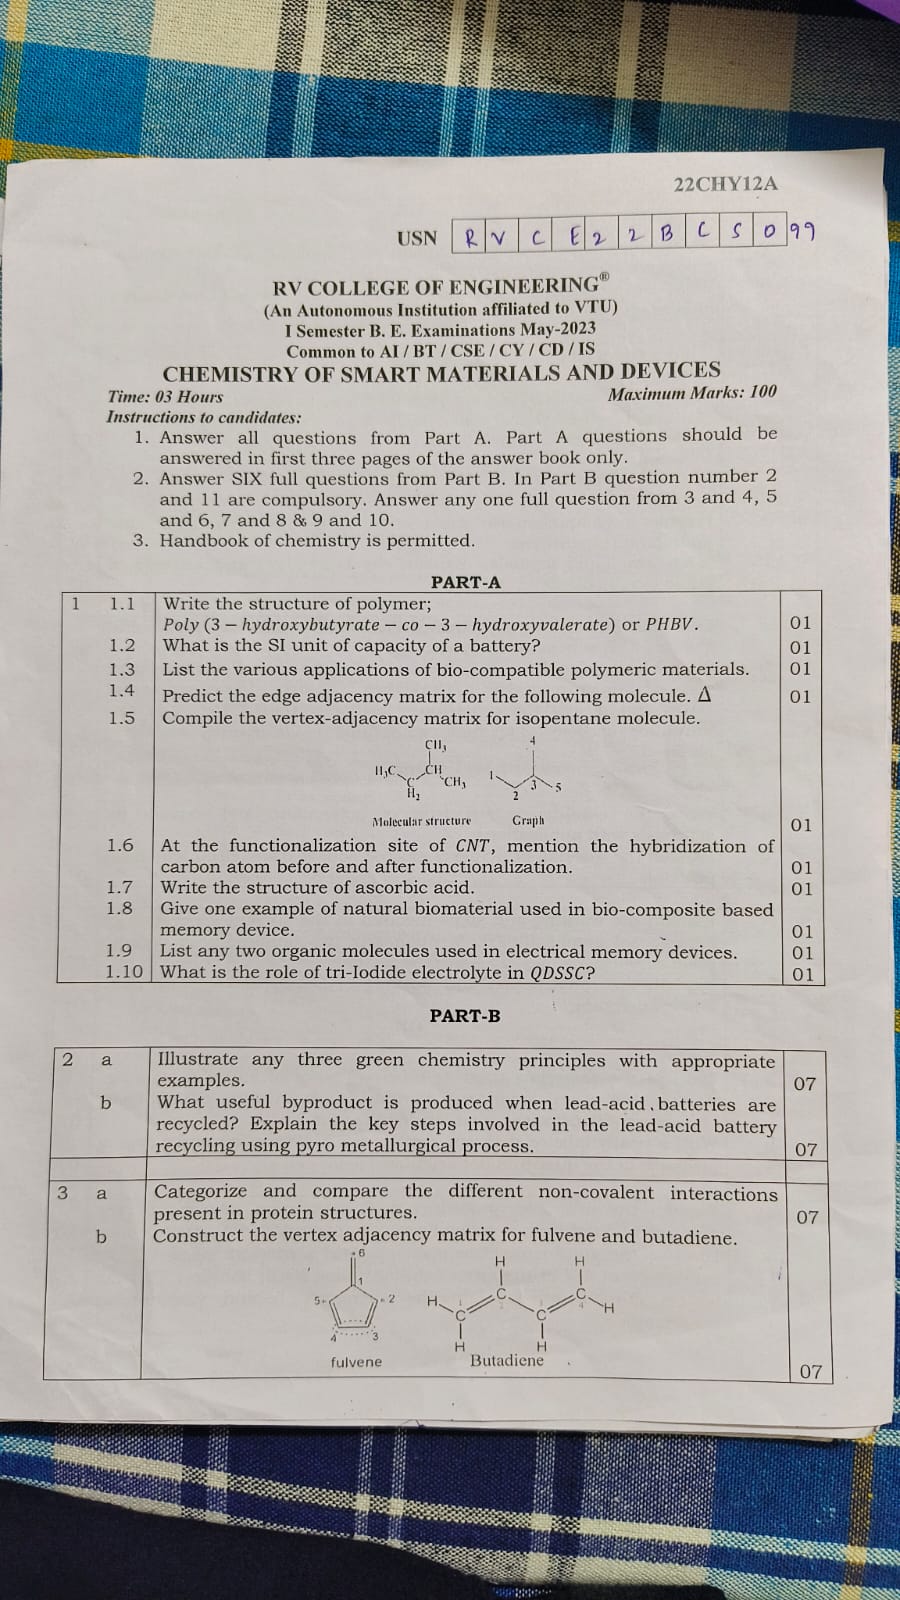 22CHY12A
USN R V C E 2 2 B C S 0 99
RV COLLEGE OF ENGINEERING®
(An Autonomous Institution affiliated to VTU)
I Semester B. E. Examinations May-2023
Common to AI / BT / CSE / CY / CD / IS
CHEMISTRY OF SMART MATERIALS AND DEVICES
Time: 03 Hours Maximum Marks: 100
Instructions to candidates:
1. Answer all questions from Part A. Part A questions should be
answered in first three pages of the answer book only.
2. Answer SIX full questions from Part B. In Part B question number 2
and 11 are compulsory. Answer any one full question from 3 and 4, 5
and 6, 7 and 8 & 9 and 10.
3. Handbook of chemistry is permitted.
PART-A
1 1.1 Write the structure of polymer;
Poly (3 – hydroxybutyrate – co – 3 – hydroxyvalerate) or PHBV. 01
1.2 What is the SI unit of capacity of a battery? 01
1.3 List the various applications of bio-compatible polymeric materials. 01
1.4 Predict the edge adjacency matrix for the following molecule. Δ 01
1.5 Compile the vertex-adjacency matrix for isopentane molecule.
CH₃ 4
H₃C CH 1
C CH₃ 3 5
H₂ 2
Molecular structure Graph 01
1.6 At the functionalization site of CNT, mention the hybridization of
carbon atom before and after functionalization. 01
1.7 Write the structure of ascorbic acid. 01
1.8 Give one example of natural biomaterial used in bio-composite based
memory device. 01
1.9 List any two organic molecules used in electrical memory devices. 01
1.10 What is the role of tri-Iodide electrolyte in QDSSC? 01
PART-B
2 a Illustrate any three green chemistry principles with appropriate
examples. 07
b What useful byproduct is produced when lead-acid batteries are
recycled? Explain the key steps involved in the lead-acid battery
recycling using pyro metallurgical process. 07
3 a Categorize and compare the different non-covalent interactions
present in protein structures. 07
b Construct the vertex adjacency matrix for fulvene and butadiene.
6 H H
1
5 2 H C C H
4 3 C C
H H
fulvene Butadiene 07